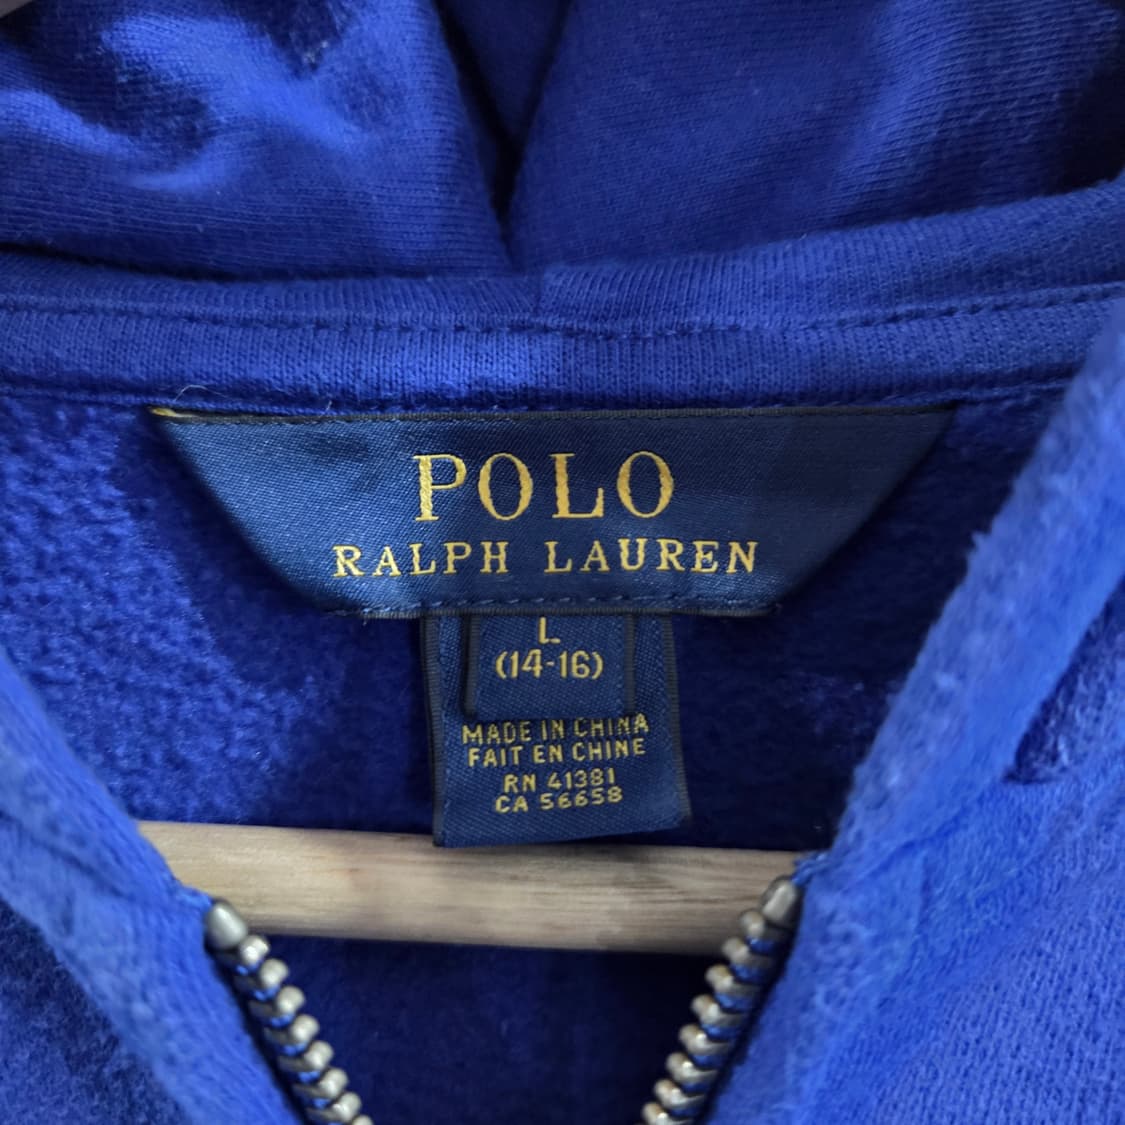 POLO
RALPH LAUREN
L
(14-16)
MADE IN CHINA
FAIT EN CHINE
RN 41381
CA 56658